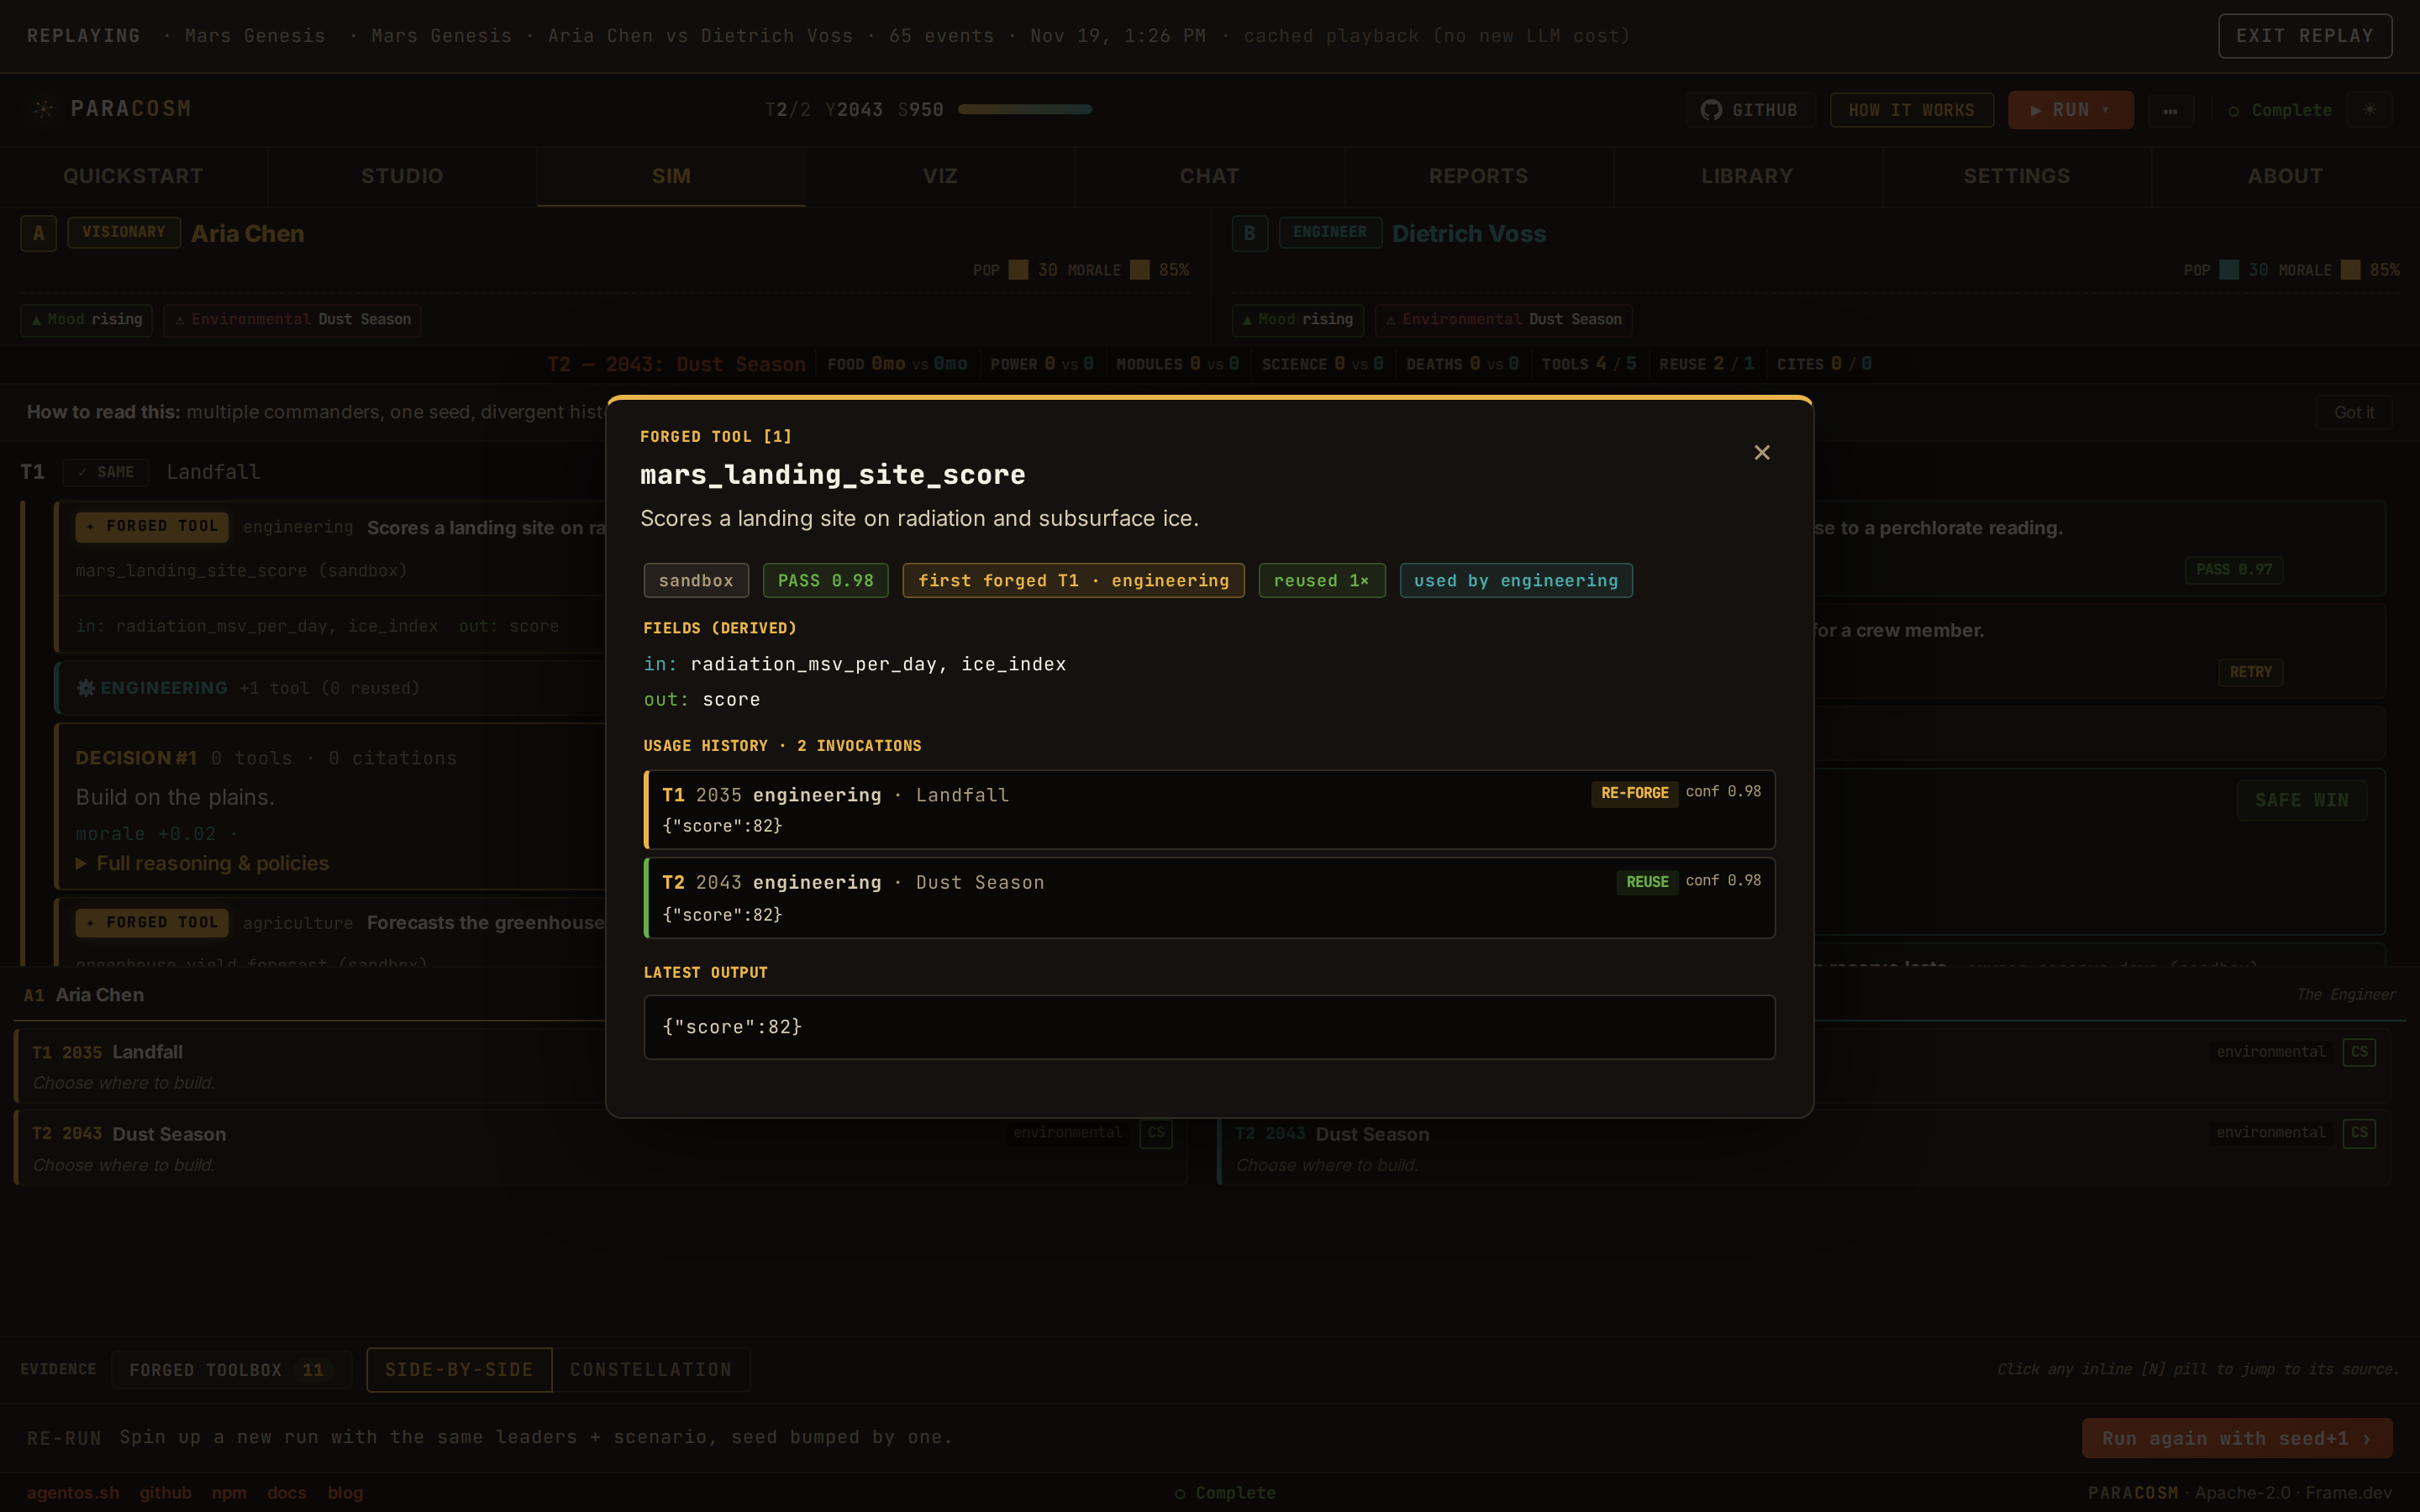 REPLAYING · Mars Genesis · Mars Genesis · Aria Chen vs Dietrich Voss · 65 events · Nov 19, 1:26 PM · cached playback (no new LLM cost) EXIT REPLAY
PARACOSM T2/2 Y2043 S950 GITHUB HOW IT WORKS ▶ RUN ▾ … ○ Complete ☀
QUICKSTART STUDIO SIM VIZ CHAT REPORTS LIBRARY SETTINGS ABOUT
A VISIONARY Aria Chen
POP 30 MORALE 85%
▲ Mood rising ⚠ Environmental Dust Season
B ENGINEER Dietrich Voss
POP 30 MORALE 85%
▲ Mood rising ⚠ Environmental Dust Season
T2 — 2043: Dust Season FOOD 0mo vs 0mo POWER 0 vs 0 MODULES 0 vs 0 SCIENCE 0 vs 0 DEATHS 0 vs 0 TOOLS 4 / 5 REUSE 2 / 1 CITES 0 / 0
How to read this: multiple commanders, one seed, divergent hist Got it
T1 ✓ SAME Landfall
✦ FORGED TOOL engineering Scores a landing site on ra
mars_landing_site_score (sandbox)
in: radiation_msv_per_day, ice_index out: score
ENGINEERING +1 tool (0 reused)
DECISION #1 0 tools · 0 citations
Build on the plains.
morale +0.02 ·
▶ Full reasoning & policies
✦ FORGED TOOL agriculture Forecasts the greenhouse
greenhouse_yield_forecast (sandbox)
FORGED TOOL [1]
✕
mars_landing_site_score
Scores a landing site on radiation and subsurface ice.
sandbox PASS 0.98 first forged T1 · engineering reused 1× used by engineering
FIELDS (DERIVED)
in: radiation_msv_per_day, ice_index
out: score
USAGE HISTORY · 2 INVOCATIONS
T1 2035 engineering · Landfall RE-FORGE conf 0.98
{"score":82}
T2 2043 engineering · Dust Season REUSE conf 0.98
{"score":82}
LATEST OUTPUT
{"score":82}
se to a perchlorate reading.
PASS 0.97
for a crew member.
RETRY
SAFE WIN
reserve lasts. oxygen_reserve_days (sandbox)
A1 Aria Chen
The Engineer
T1 2035 Landfall
Choose where to build.
environmental CS
T2 2043 Dust Season environmental CS
Choose where to build.
T2 2043 Dust Season environmental CS
Choose where to build.
EVIDENCE FORGED TOOLBOX 11 SIDE-BY-SIDE CONSTELLATION Click any inline [N] pill to jump to its source.
RE-RUN Spin up a new run with the same leaders + scenario, seed bumped by one. Run again with seed+1 ›
agentos.sh github npm docs blog ○ Complete PARACOSM · Apache-2.0 · Frame.dev